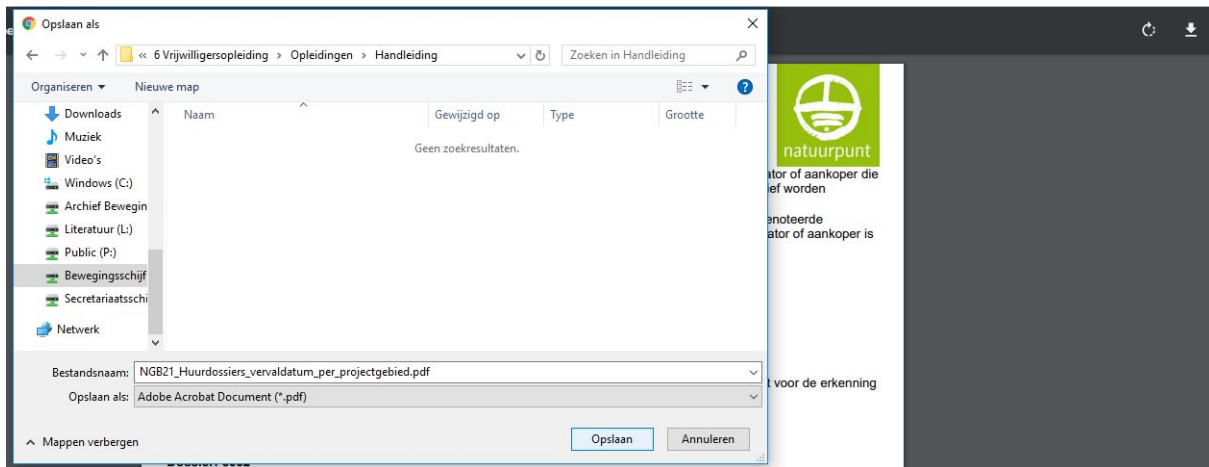 Opslaan als
« 6 Vrijwilligersopleiding > Opleidingen > Handleiding
Zoeken in Handleiding
Organiseren
Nieuwe map
Naam
Gewijzigd op
Type
Grootte
Geen zoekresultaten.
Downloads
Muziek
Video's
Windows (C:)
Archief Bewegin
Literatuur (L:)
Public (P:)
Bewegingsschijf
Secretariaatsschi
Netwerk
Bestandsnaam: NGB21_Huurdossiers_vervaldatum_per_projectgebied.pdf
Opslaan als: Adobe Acrobat Document (*.pdf)
Mappen verbergen
Opslaan
Annuleren
natuurpunt
ator of aankoper die
ief worden
enoteerde
ator of aankoper is
t voor de erkenning